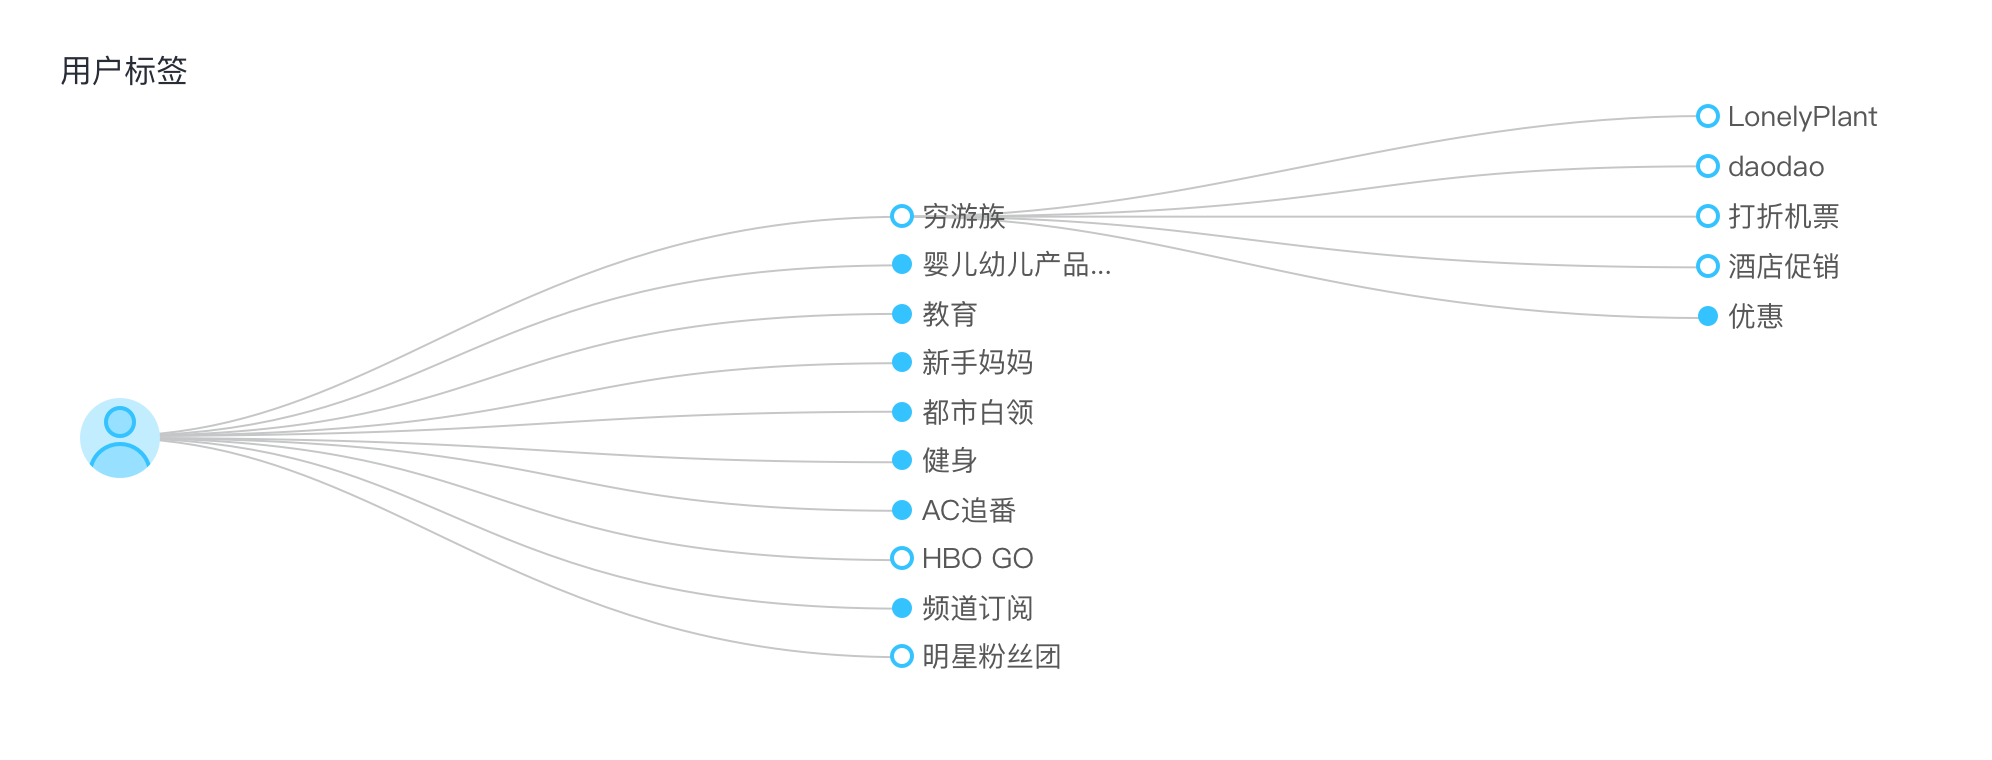 用户标签
穷游族
婴儿幼儿产品...
教育
新手妈妈
都市白领
健身
AC追番
HBO GO
频道订阅
明星粉丝团
LonelyPlant
daodao
打折机票
酒店促销
优惠